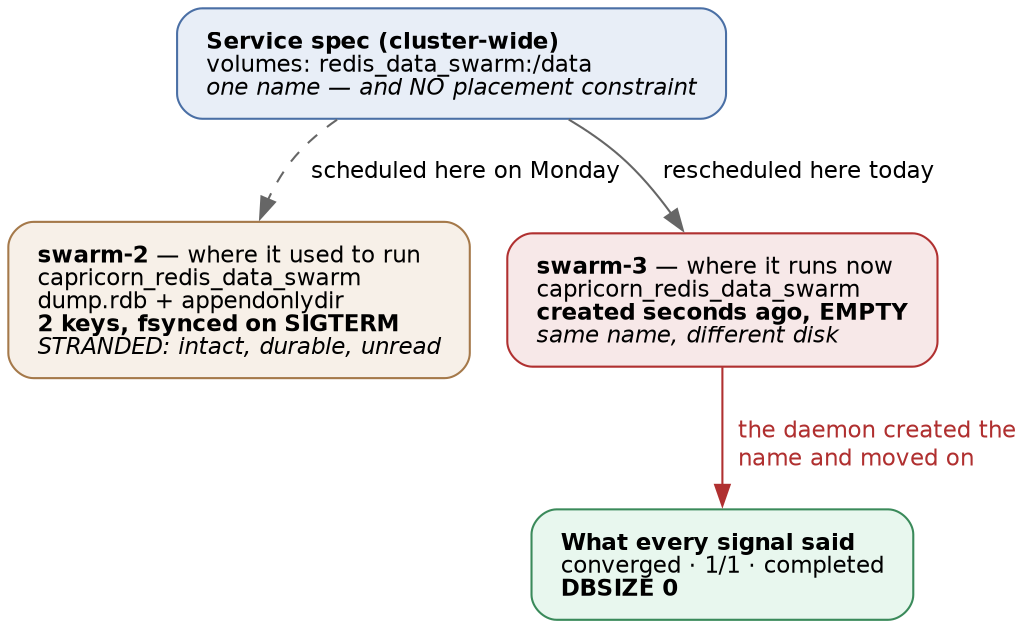 Service spec (cluster-wide)
volumes: redis_data_swarm:/data
one name — and NO placement constraint
scheduled here on Monday
rescheduled here today
swarm-2 — where it used to run
capricorn_redis_data_swarm
dump.rdb + appendonlydir
2 keys, fsynced on SIGTERM
STRANDED: intact, durable, unread
swarm-3 — where it runs now
capricorn_redis_data_swarm
created seconds ago, EMPTY
same name, different disk
the daemon created the
name and moved on
What every signal said
converged · 1/1 · completed
DBSIZE 0